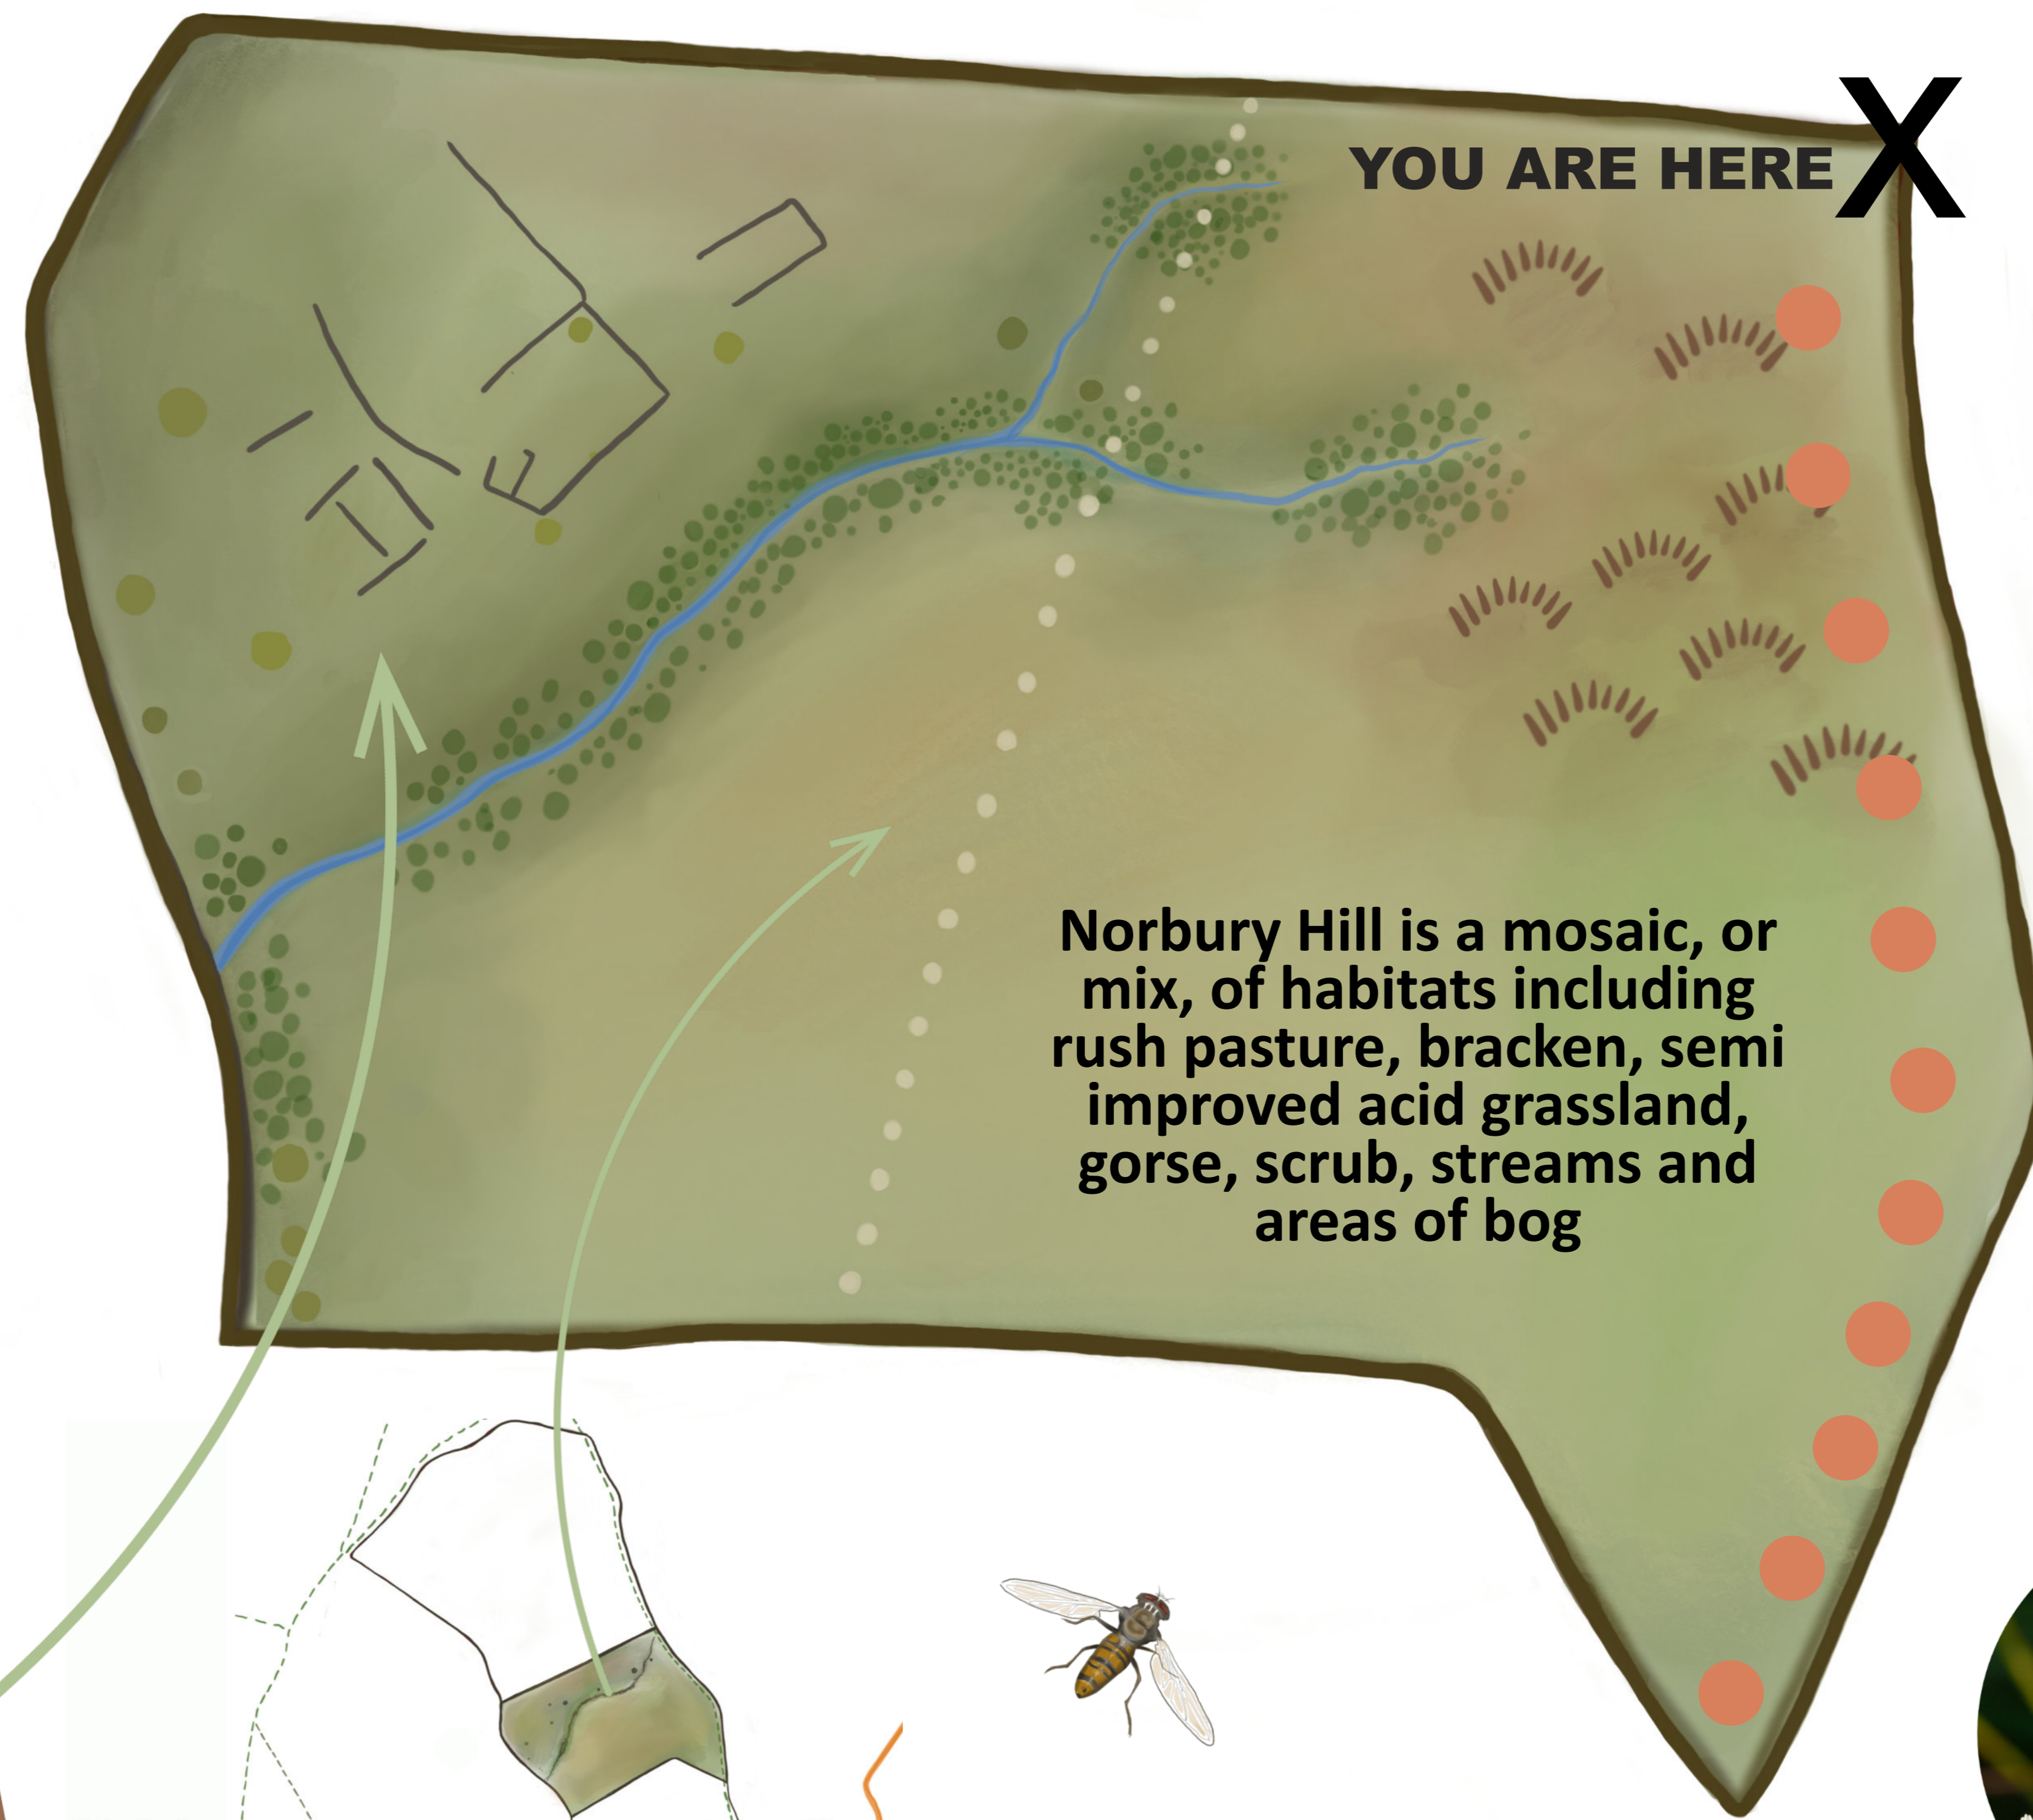 YOU ARE HERE X
Norbury Hill is a mosaic, or
mix, of habitats including
rush pasture, bracken, semi
improved acid grassland,
gorse, scrub, streams and
areas of bog